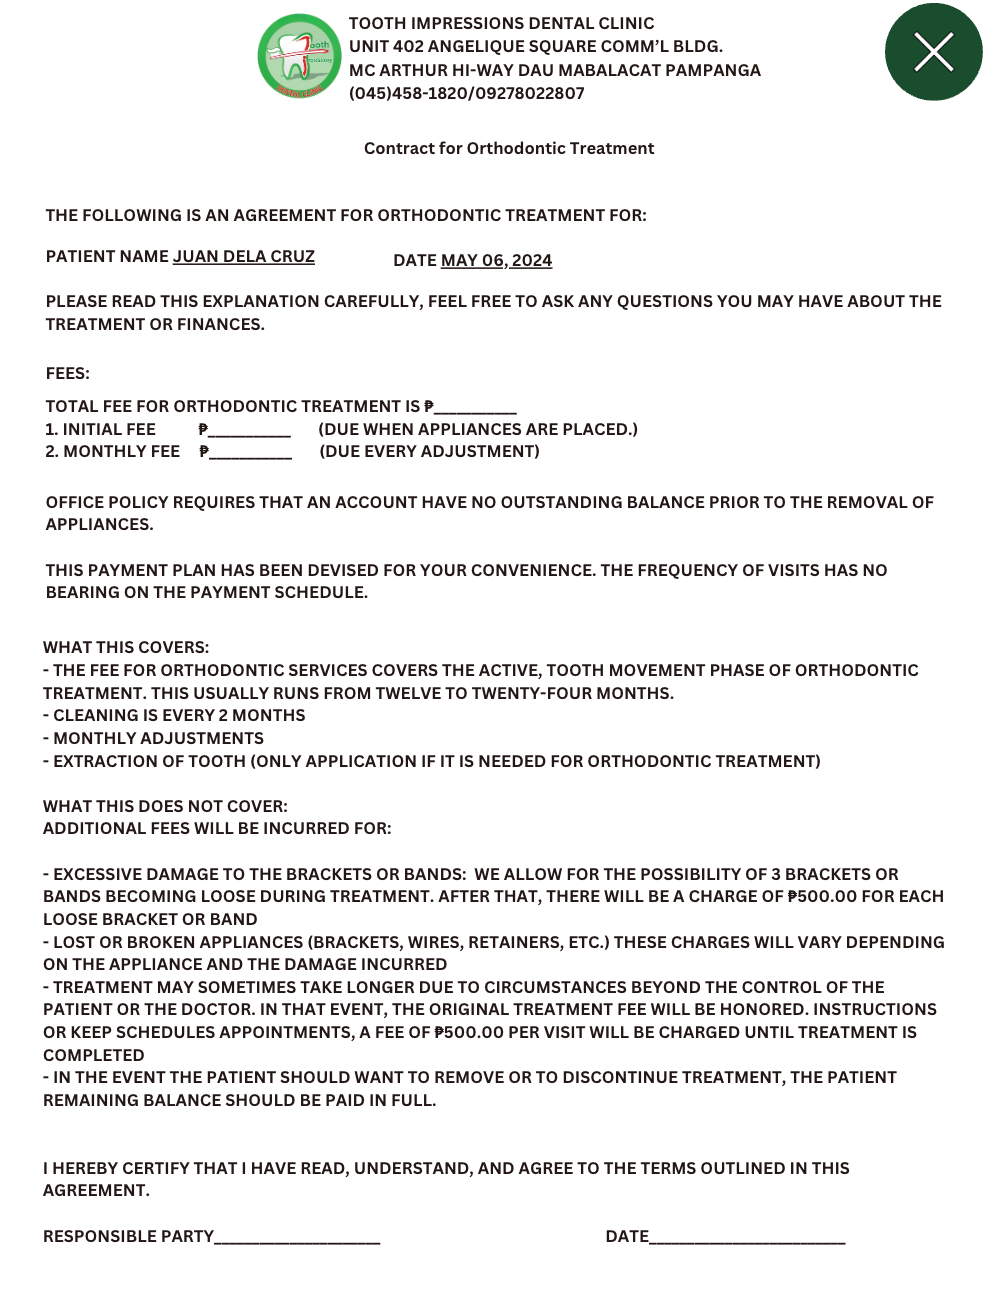 TOOTH IMPRESSIONS DENTAL CLINIC
UNIT 402 ANGELIQUE SQUARE COMM'L BLDG.
MC ARTHUR HI-WAY DAU MABALACAT PAMPANGA
(045)458-1820/09278022807
Tooth
Contract for Orthodontic Treatment
THE FOLLOWING IS AN AGREEMENT FOR ORTHODONTIC TREATMENT FOR:
PATIENT NAME JUAN DELA CRUZ
DATE MAY 06, 2024
PLEASE READ THIS EXPLANATION CAREFULLY, FEEL FREE TO ASK ANY QUESTIONS YOU MAY HAVE ABOUT THE
TREATMENT OR FINANCES.
FEES:
TOTAL FEE FOR ORTHODONTIC TREATMENT IS ₱___________
1. INITIAL FEE ₱___________ (DUE WHEN APPLIANCES ARE PLACED.)
2. MONTHLY FEE ₱___________ (DUE EVERY ADJUSTMENT)
OFFICE POLICY REQUIRES THAT AN ACCOUNT HAVE NO OUTSTANDING BALANCE PRIOR TO THE REMOVAL OF
APPLIANCES.
THIS PAYMENT PLAN HAS BEEN DEVISED FOR YOUR CONVENIENCE. THE FREQUENCY OF VISITS HAS NO
BEARING ON THE PAYMENT SCHEDULE.
WHAT THIS COVERS:
- THE FEE FOR ORTHODONTIC SERVICES COVERS THE ACTIVE, TOOTH MOVEMENT PHASE OF ORTHODONTIC
TREATMENT. THIS USUALLY RUNS FROM TWELVE TO TWENTY-FOUR MONTHS.
- CLEANING IS EVERY 2 MONTHS
- MONTHLY ADJUSTMENTS
- EXTRACTION OF TOOTH (ONLY APPLICATION IF IT IS NEEDED FOR ORTHODONTIC TREATMENT)
WHAT THIS DOES NOT COVER:
ADDITIONAL FEES WILL BE INCURRED FOR:
- EXCESSIVE DAMAGE TO THE BRACKETS OR BANDS: WE ALLOW FOR THE POSSIBILITY OF 3 BRACKETS OR
BANDS BECOMING LOOSE DURING TREATMENT. AFTER THAT, THERE WILL BE A CHARGE OF ₱500.00 FOR EACH
LOOSE BRACKET OR BAND
- LOST OR BROKEN APPLIANCES (BRACKETS, WIRES, RETAINERS, ETC.) THESE CHARGES WILL VARY DEPENDING
ON THE APPLIANCE AND THE DAMAGE INCURRED
- TREATMENT MAY SOMETIMES TAKE LONGER DUE TO CIRCUMSTANCES BEYOND THE CONTROL OF THE
PATIENT OR THE DOCTOR. IN THAT EVENT, THE ORIGINAL TREATMENT FEE WILL BE HONORED. INSTRUCTIONS
OR KEEP SCHEDULES APPOINTMENTS, A FEE OF ₱500.00 PER VISIT WILL BE CHARGED UNTIL TREATMENT IS
COMPLETED
- IN THE EVENT THE PATIENT SHOULD WANT TO REMOVE OR TO DISCONTINUE TREATMENT, THE PATIENT
REMAINING BALANCE SHOULD BE PAID IN FULL.
I HEREBY CERTIFY THAT I HAVE READ, UNDERSTAND, AND AGREE TO THE TERMS OUTLINED IN THIS
AGREEMENT.
RESPONSIBLE PARTY______________________ DATE__________________________